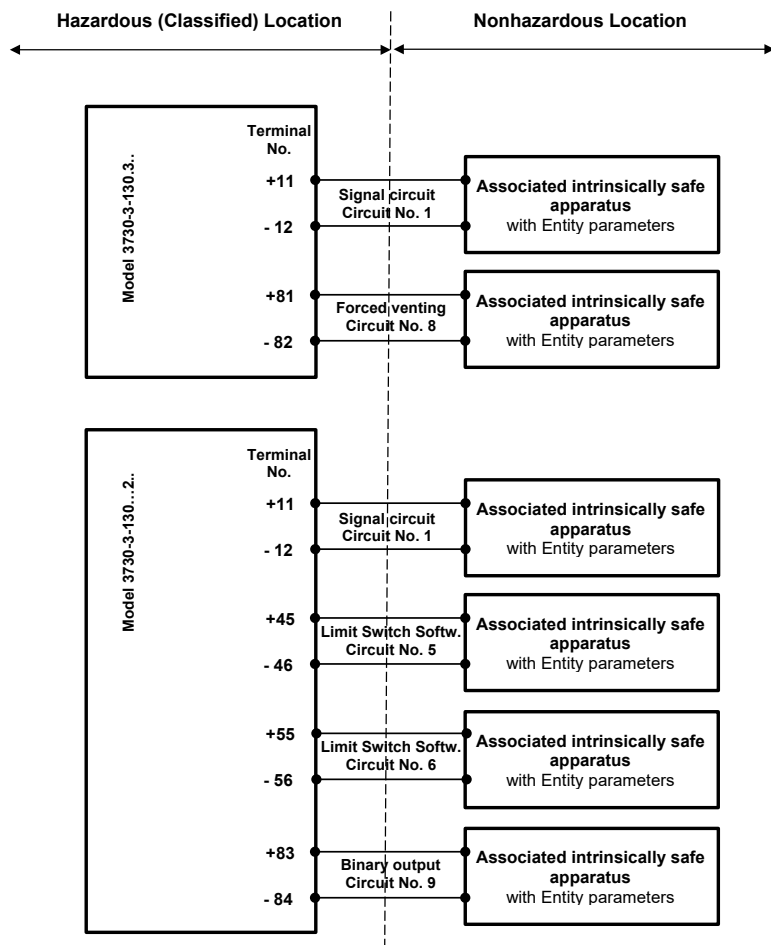 Hazardous (Classified) Location
Nonhazardous Location
Model 3730-3-130.3..
Terminal
No.
+11
- 12
+81
- 82
Signal circuit
Circuit No. 1
Forced venting
Circuit No. 8
Associated intrinsically safe
apparatus
with Entity parameters
Associated intrinsically safe
apparatus
with Entity parameters
Model 3730-3-130...2..
Terminal
No.
+11
- 12
+45
- 46
+55
- 56
+83
- 84
Signal circuit
Circuit No. 1
Limit Switch Softw.
Circuit No. 5
Limit Switch Softw.
Circuit No. 6
Binary output
Circuit No. 9
Associated intrinsically safe
apparatus
with Entity parameters
Associated intrinsically safe
apparatus
with Entity parameters
Associated intrinsically safe
apparatus
with Entity parameters
Associated intrinsically safe
apparatus
with Entity parameters